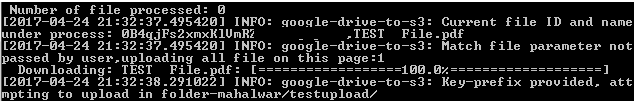 Number of file processed: 0
[2017-04-24 21:32:37.495420] INFO: google-drive-to-s3: Current file ID and name
under process: ,TEST File.pdf
[2017-04-24 21:32:37.495420] INFO: google-drive-to-s3: Match file parameter not
passed by user,uploading all file on this page:1
Downloading: TEST File.pdf: [====================100.0%====================]
[2017-04-24 21:32:38.291022] INFO: google-drive-to-s3: Key-prefix provided, att
mpting to upload in folder-mahalwar/testupload/